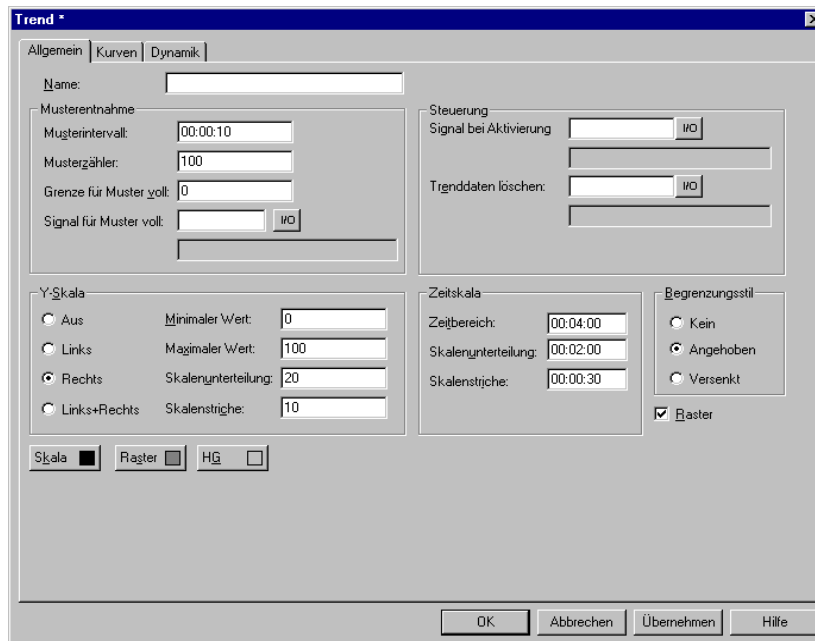 Trend *
Allgemein Kurven Dynamik
Name:
Musterentnahme
Musterintervall: 00:00:10
Musterzähler: 100
Grenze für Muster voll: 0
Signal für Muster voll: I/O
Steuerung
Signal bei Aktivierung I/O
Trenddaten löschen: I/O
Y-Skala
Aus Minimaler Wert: 0
Links Maximaler Wert: 100
Rechts Skalenunterteilung: 20
Links+Rechts Skalenstriche: 10
Zeitskala
Zeitbereich: 00:04:00
Skalenunterteilung: 00:02:00
Skalenstriche: 00:00:30
Begrenzungsstil
Kein
Angehoben
Versenkt
Raster
Skala Raster HG
OK Abbrechen Übernehmen Hilfe